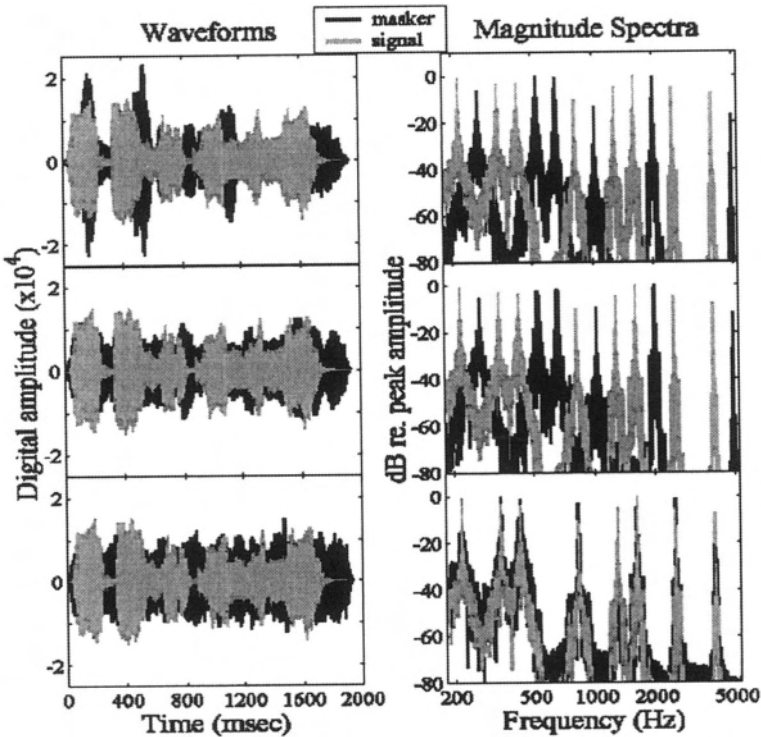 Waveforms
masker
signal
Magnitude Spectra
2
0
-2
2
0
-2
2
0
-2
Digital amplitude (x10⁴)
0 400 800 1200 1600 2000
Time (msec)
0
-20
-40
-60
-80
0
-20
-40
-60
-80
0
-20
-40
-60
-80
dB re. peak amplitude
200 500 1000 2000 5000
Frequency (Hz)